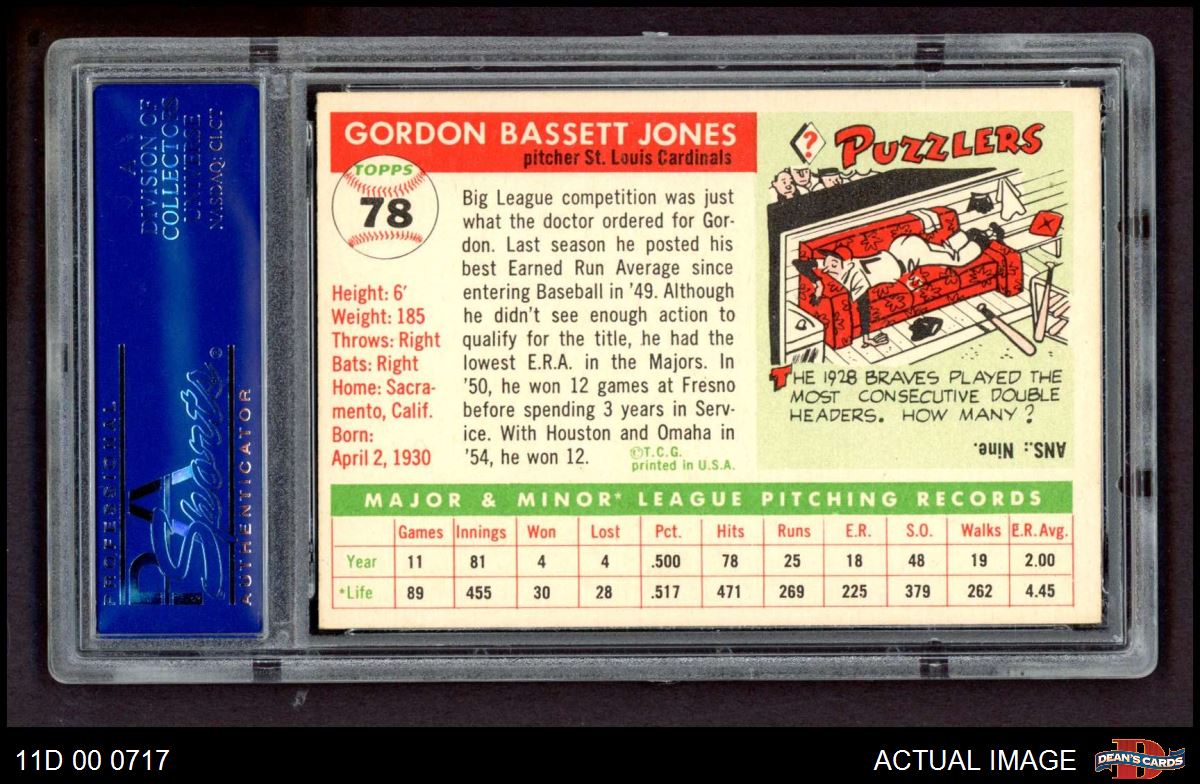 A
DIVISION OF
COLLECTORS
UNIVERSE
NASDAQ: CLCT
PROFESSIONAL
PSA
Sports®
AUTHENTICATOR
GORDON BASSETT JONES
pitcher St. Louis Cardinals
TOPPS
78
Height: 6'
Weight: 185
Throws: Right
Bats: Right
Home: Sacra-
mento, Calif.
Born:
April 2, 1930
Big League competition was just
what the doctor ordered for Gor-
don. Last season he posted his
best Earned Run Average since
entering Baseball in '49. Although
he didn't see enough action to
qualify for the title, he had the
lowest E.R.A. in the Majors. In
'50, he won 12 games at Fresno
before spending 3 years in Serv-
ice. With Houston and Omaha in
'54, he won 12.
©T.C.G.
printed in U.S.A.
? PUZZLERS
THE 1928 BRAVES PLAYED THE
MOST CONSECUTIVE DOUBLE
HEADERS. HOW MANY?
ANS.: Nine.
MAJOR & MINOR* LEAGUE PITCHING RECORDS
Games Innings Won Lost Pct. Hits Runs E.R. S.O. Walks E.R.Avg.
Year 11 81 4 4 .500 78 25 18 48 19 2.00
*Life 89 455 30 28 .517 471 269 225 379 262 4.45
11D 00 0717
ACTUAL IMAGE
D
DEAN'S CARDS